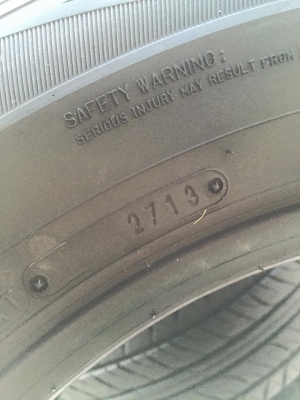 SAFETY WARNING:
SERIOUS INJURY MAY RESULT FROM
2713